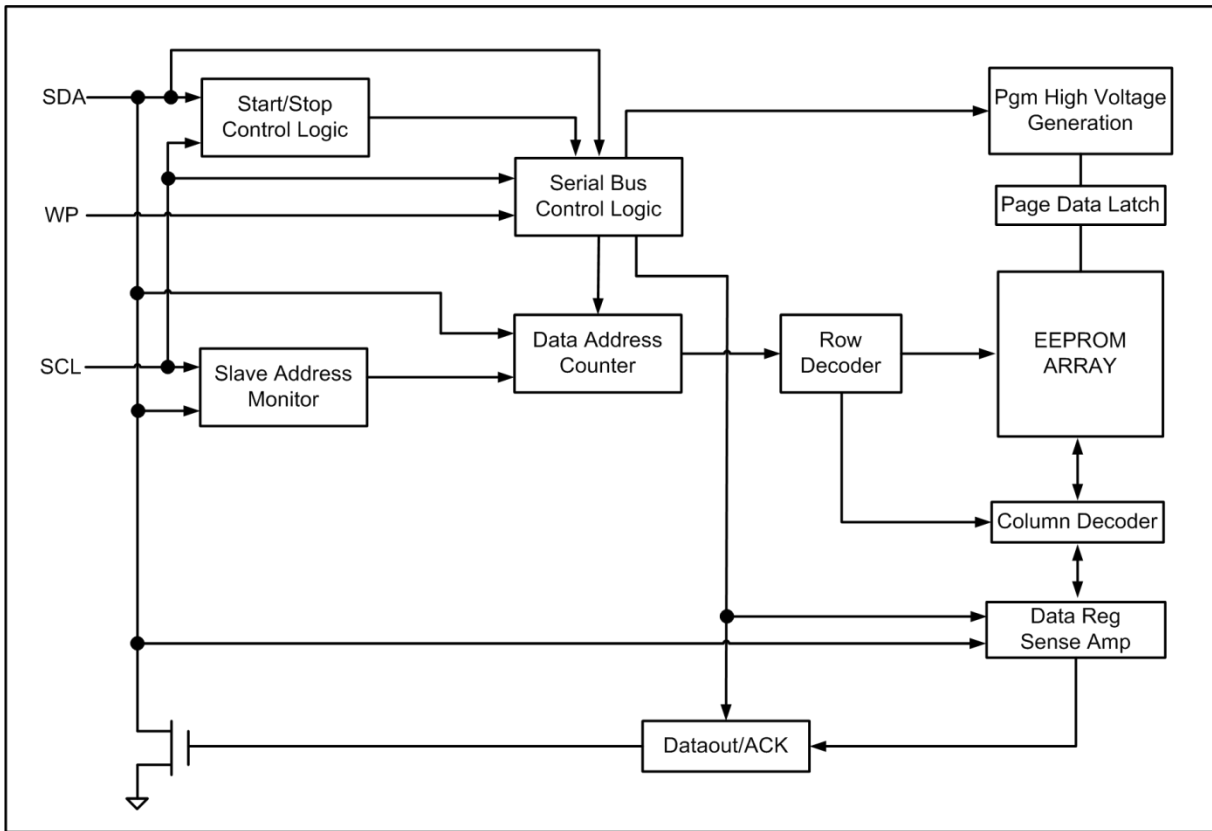 SDA
Start/Stop
Control Logic
Pgm High Voltage
Generation
Serial Bus
Control Logic
WP
Page Data Latch
Data Address
Counter
Row
Decoder
EEPROM
ARRAY
SCL
Slave Address
Monitor
Column Decoder
Data Reg
Sense Amp
Dataout/ACK